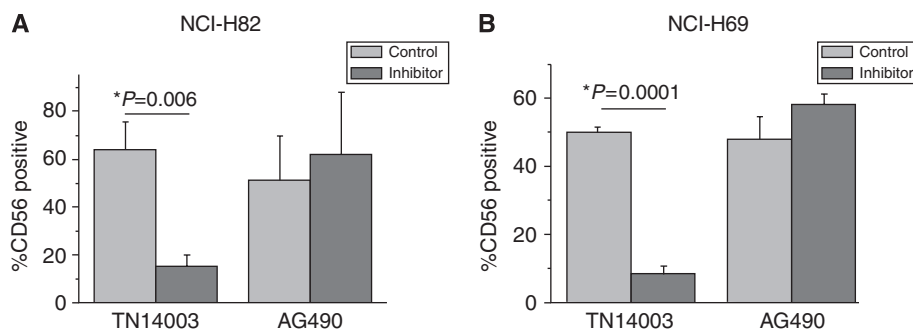 A
NCI-H82
Control
Inhibitor
*P=0.006
%CD56 positive
80
60
40
20
0
TN14003
AG490
B
NCI-H69
Control
Inhibitor
*P=0.0001
%CD56 positive
60
40
20
0
TN14003
AG490